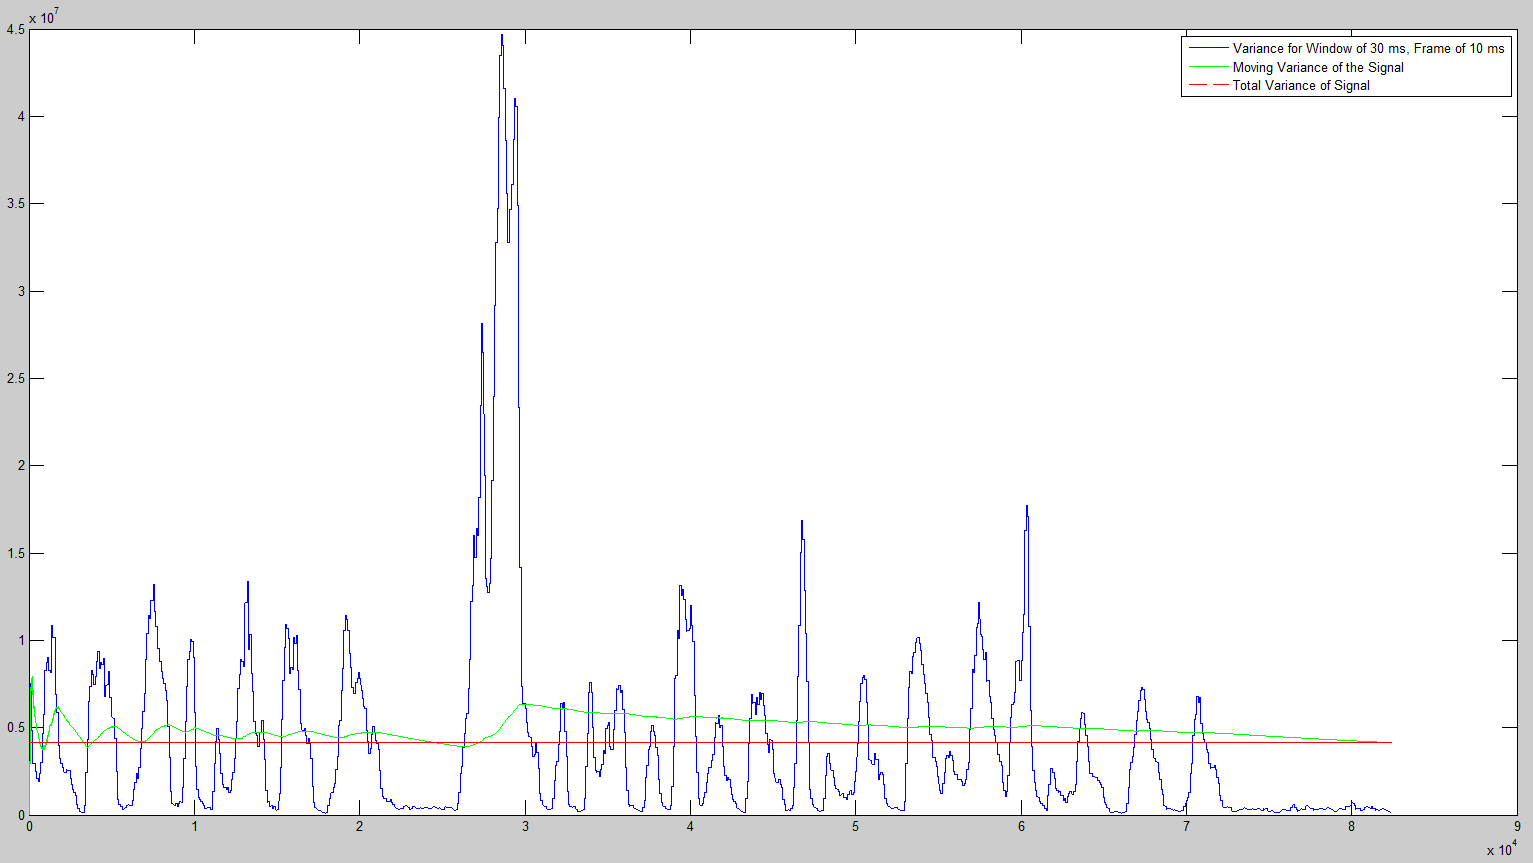 x 10^7
Variance for Window of 30 ms, Frame of 10 ms
Moving Variance of the Signal
Total Variance of Signal
4.5
4
3.5
3
2.5
2
1.5
1
0.5
0
0 1 2 3 4 5 6 7 8 9
x 10^4